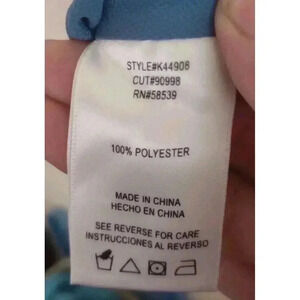 STYLE#K44908
CUT#90998
RN#58539
100% POLYESTER
MADE IN CHINA
HECHO EN CHINA
SEE REVERSE FOR CARE
INSTRUCCIONES AL REVERSO